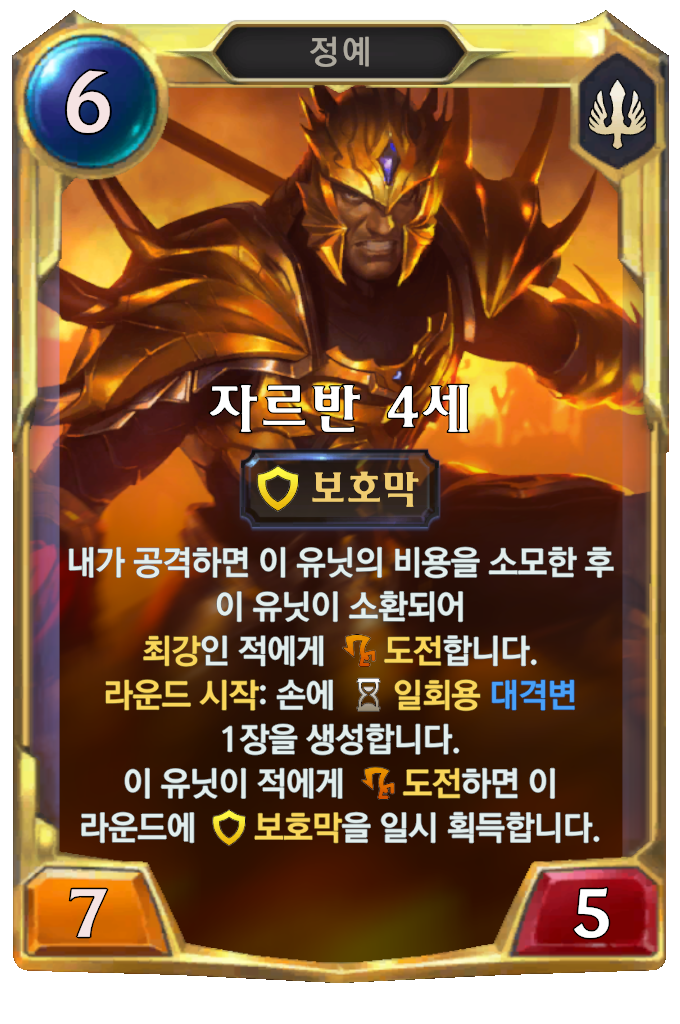 정예
6
자르반 4세
보호막
내가 공격하면 이 유닛의 비용을 소모한 후
이 유닛이 소환되어
최강인 적에게 도전합니다.
라운드 시작: 손에 일회용 대격변
1장을 생성합니다.
이 유닛이 적에게 도전하면 이
라운드에 보호막을 일시 획득합니다.
7
5